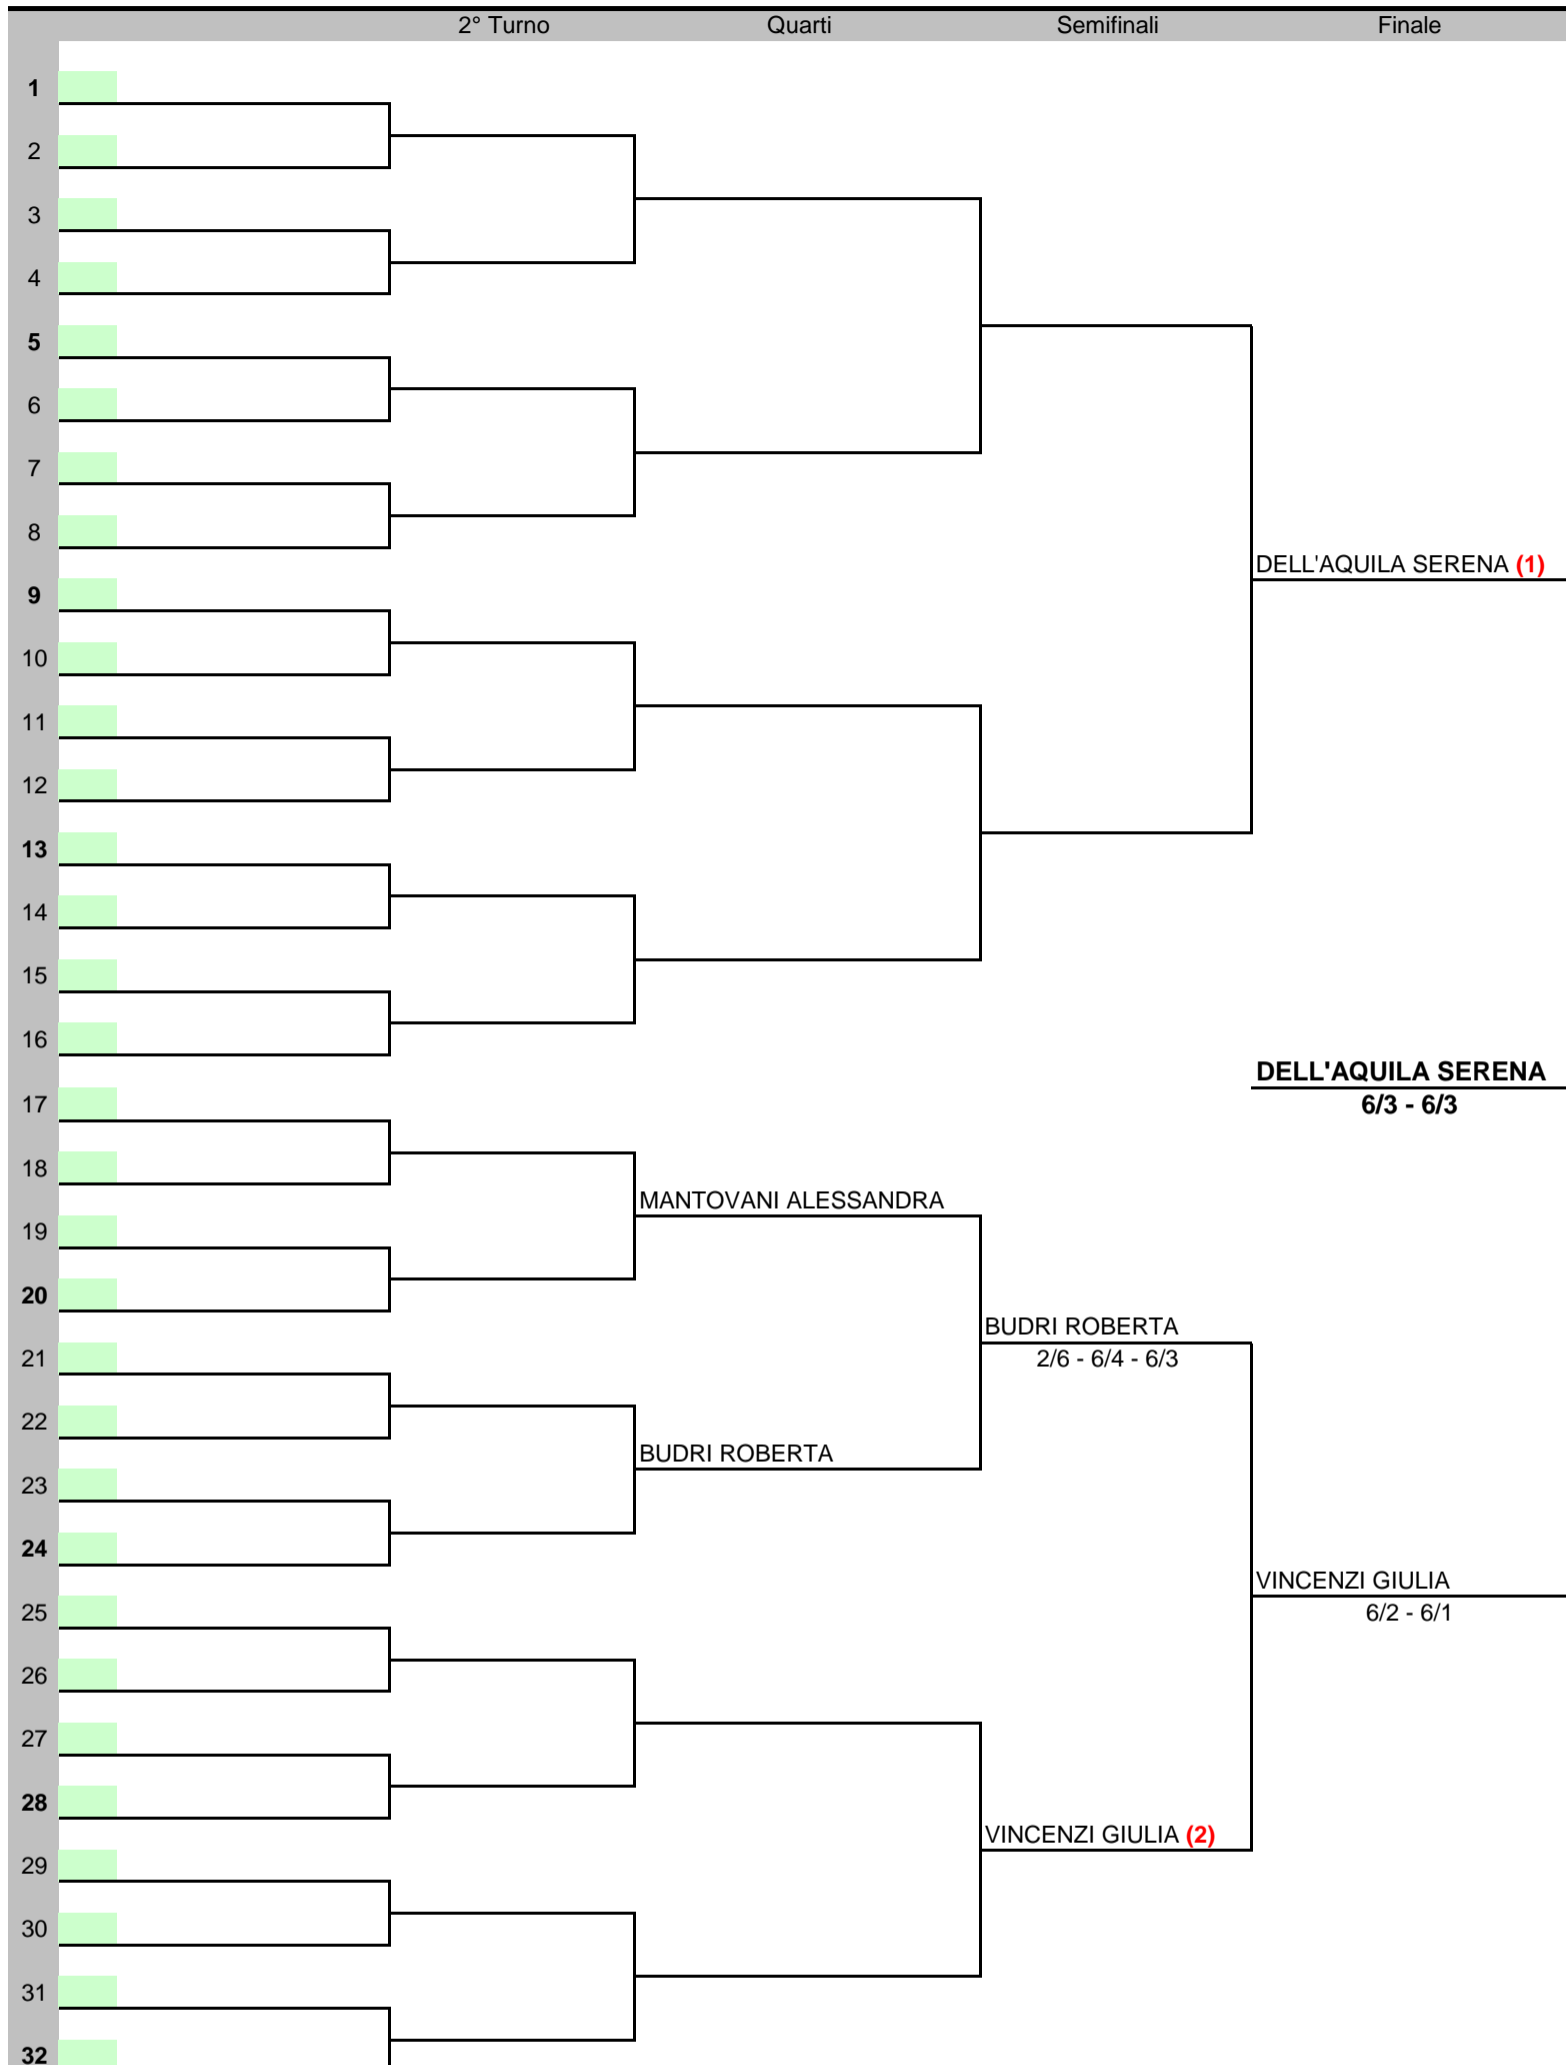 2° Turno Quarti Semifinali Finale
1
2
3
4
5
6
7
8
DELL'AQUILA SERENA (1)
9
10
11
12
13
14
15
16
DELL'AQUILA SERENA
6/3 - 6/3
17
18
MANTOVANI ALESSANDRA
19
20
BUDRI ROBERTA
21 2/6 - 6/4 - 6/3
22
BUDRI ROBERTA
23
24
VINCENZI GIULIA
25 6/2 - 6/1
26
27
28
VINCENZI GIULIA (2)
29
30
31
32